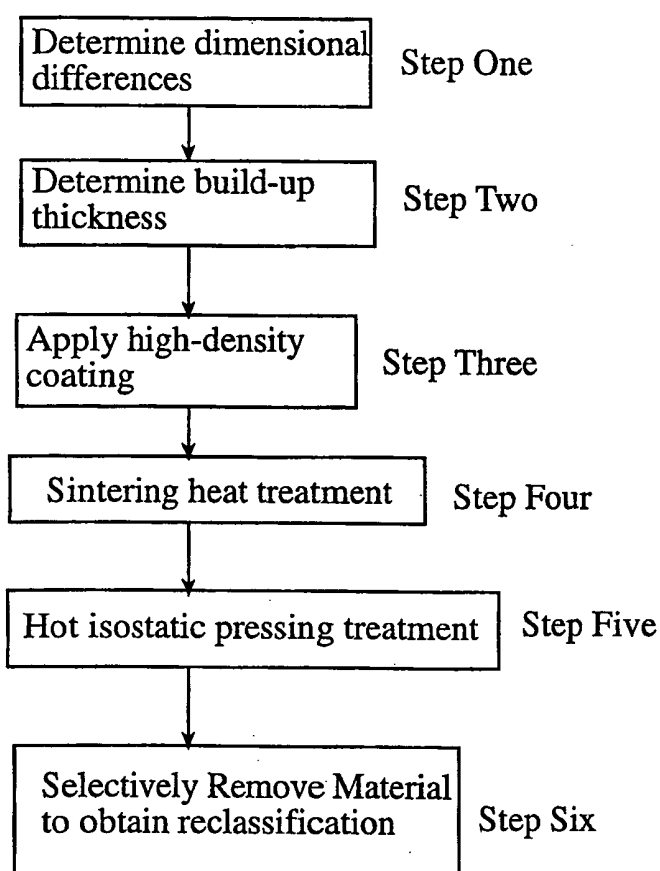 Determine dimensional
differences
Step One
Determine build-up
thickness
Step Two
Apply high-density
coating
Step Three
Sintering heat treatment
Step Four
Hot isostatic pressing treatment
Step Five
Selectively Remove Material
to obtain reclassification
Step Six